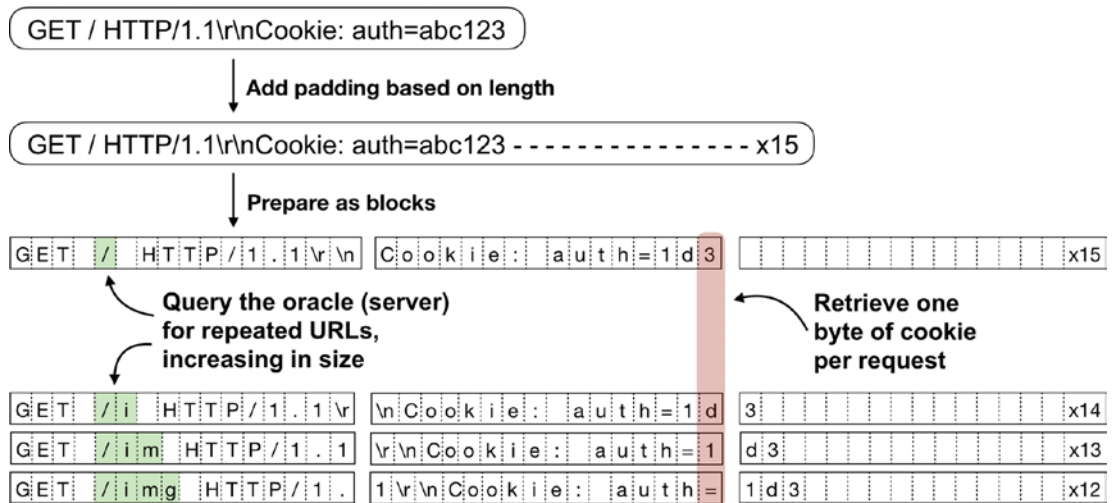 GET / HTTP/1.1\r\nCookie: auth=abc123
Add padding based on length
GET / HTTP/1.1\r\nCookie: auth=abc123 - - - - - - - - - - - - - - - x15
Prepare as blocks
GET / HTTP/1.1\r\n Cookie: auth=1d3 x15
Query the oracle (server)
for repeated URLs,
increasing in size
Retrieve one
byte of cookie
per request
GET /i HTTP/1.1\r \nCookie: auth=1d 3 x14
GET /im HTTP/1.1 \r\nCookie: auth=1 d3 x13
GET /img HTTP/1. 1\r\nCookie: auth= 1d3 x12